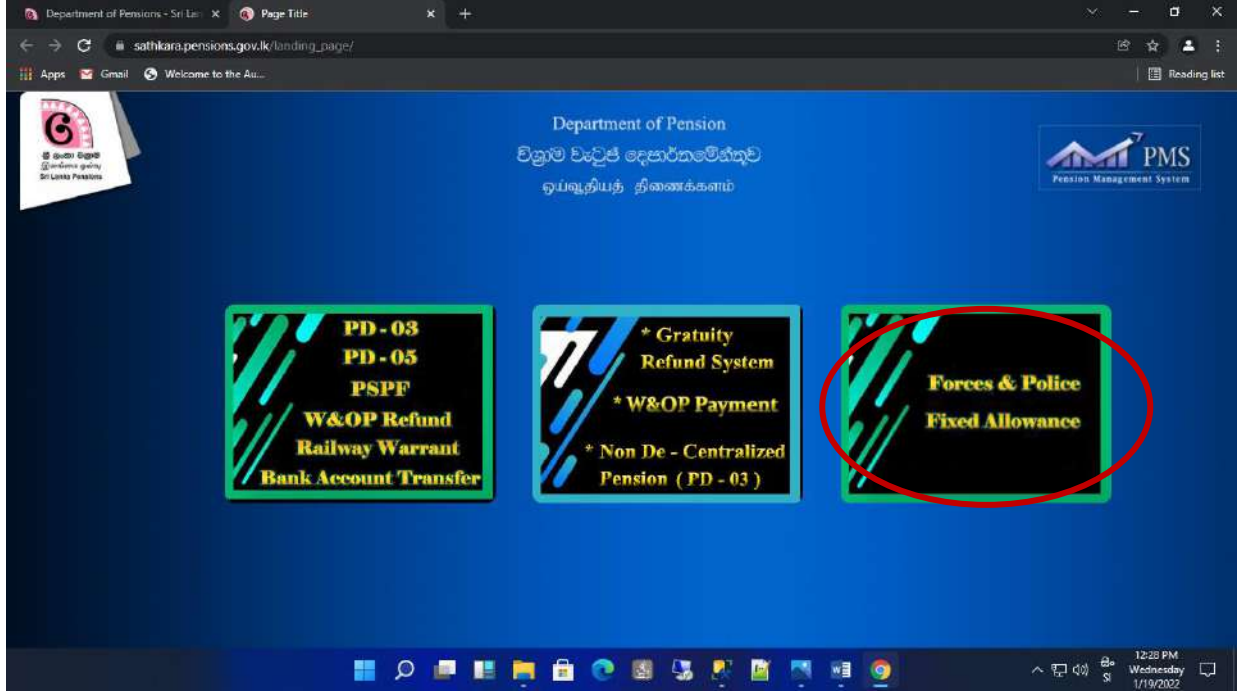 Department of Pensions - Sri Lan
Page Title
sathkara.pensions.gov.lk/landing_page/
Apps
Gmail
Welcome to the Au...
Reading list
ශ්‍රී ලංකා විශ්‍රාම
Sri Lanka Pensions
Department of Pension
විශ්‍රාම වැටුප් දෙපාර්තමේන්තුව
ஓய்வூதியத் திணைக்களம்
PMS
Pension Management System
PD - 03
PD - 05
PSPF
W&OP Refund
Railway Warrant
Bank Account Transfer
* Gratuity
Refund System
* W&OP Payment
* Non De - Centralized
Pension ( PD - 03 )
Forces & Police
Fixed Allowance
12:28 PM
SI
Wednesday
1/19/2022